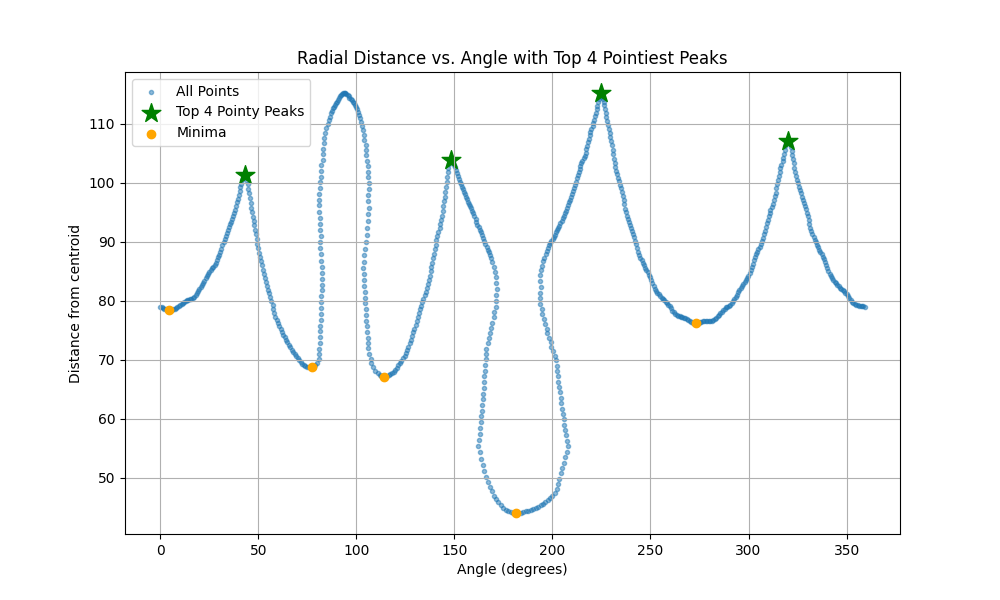 Radial Distance vs. Angle with Top 4 Pointiest Peaks
All Points
Top 4 Pointy Peaks
Minima
110
100
90
80
70
60
50
Distance from centroid
0 50 100 150 200 250 300 350
Angle (degrees)